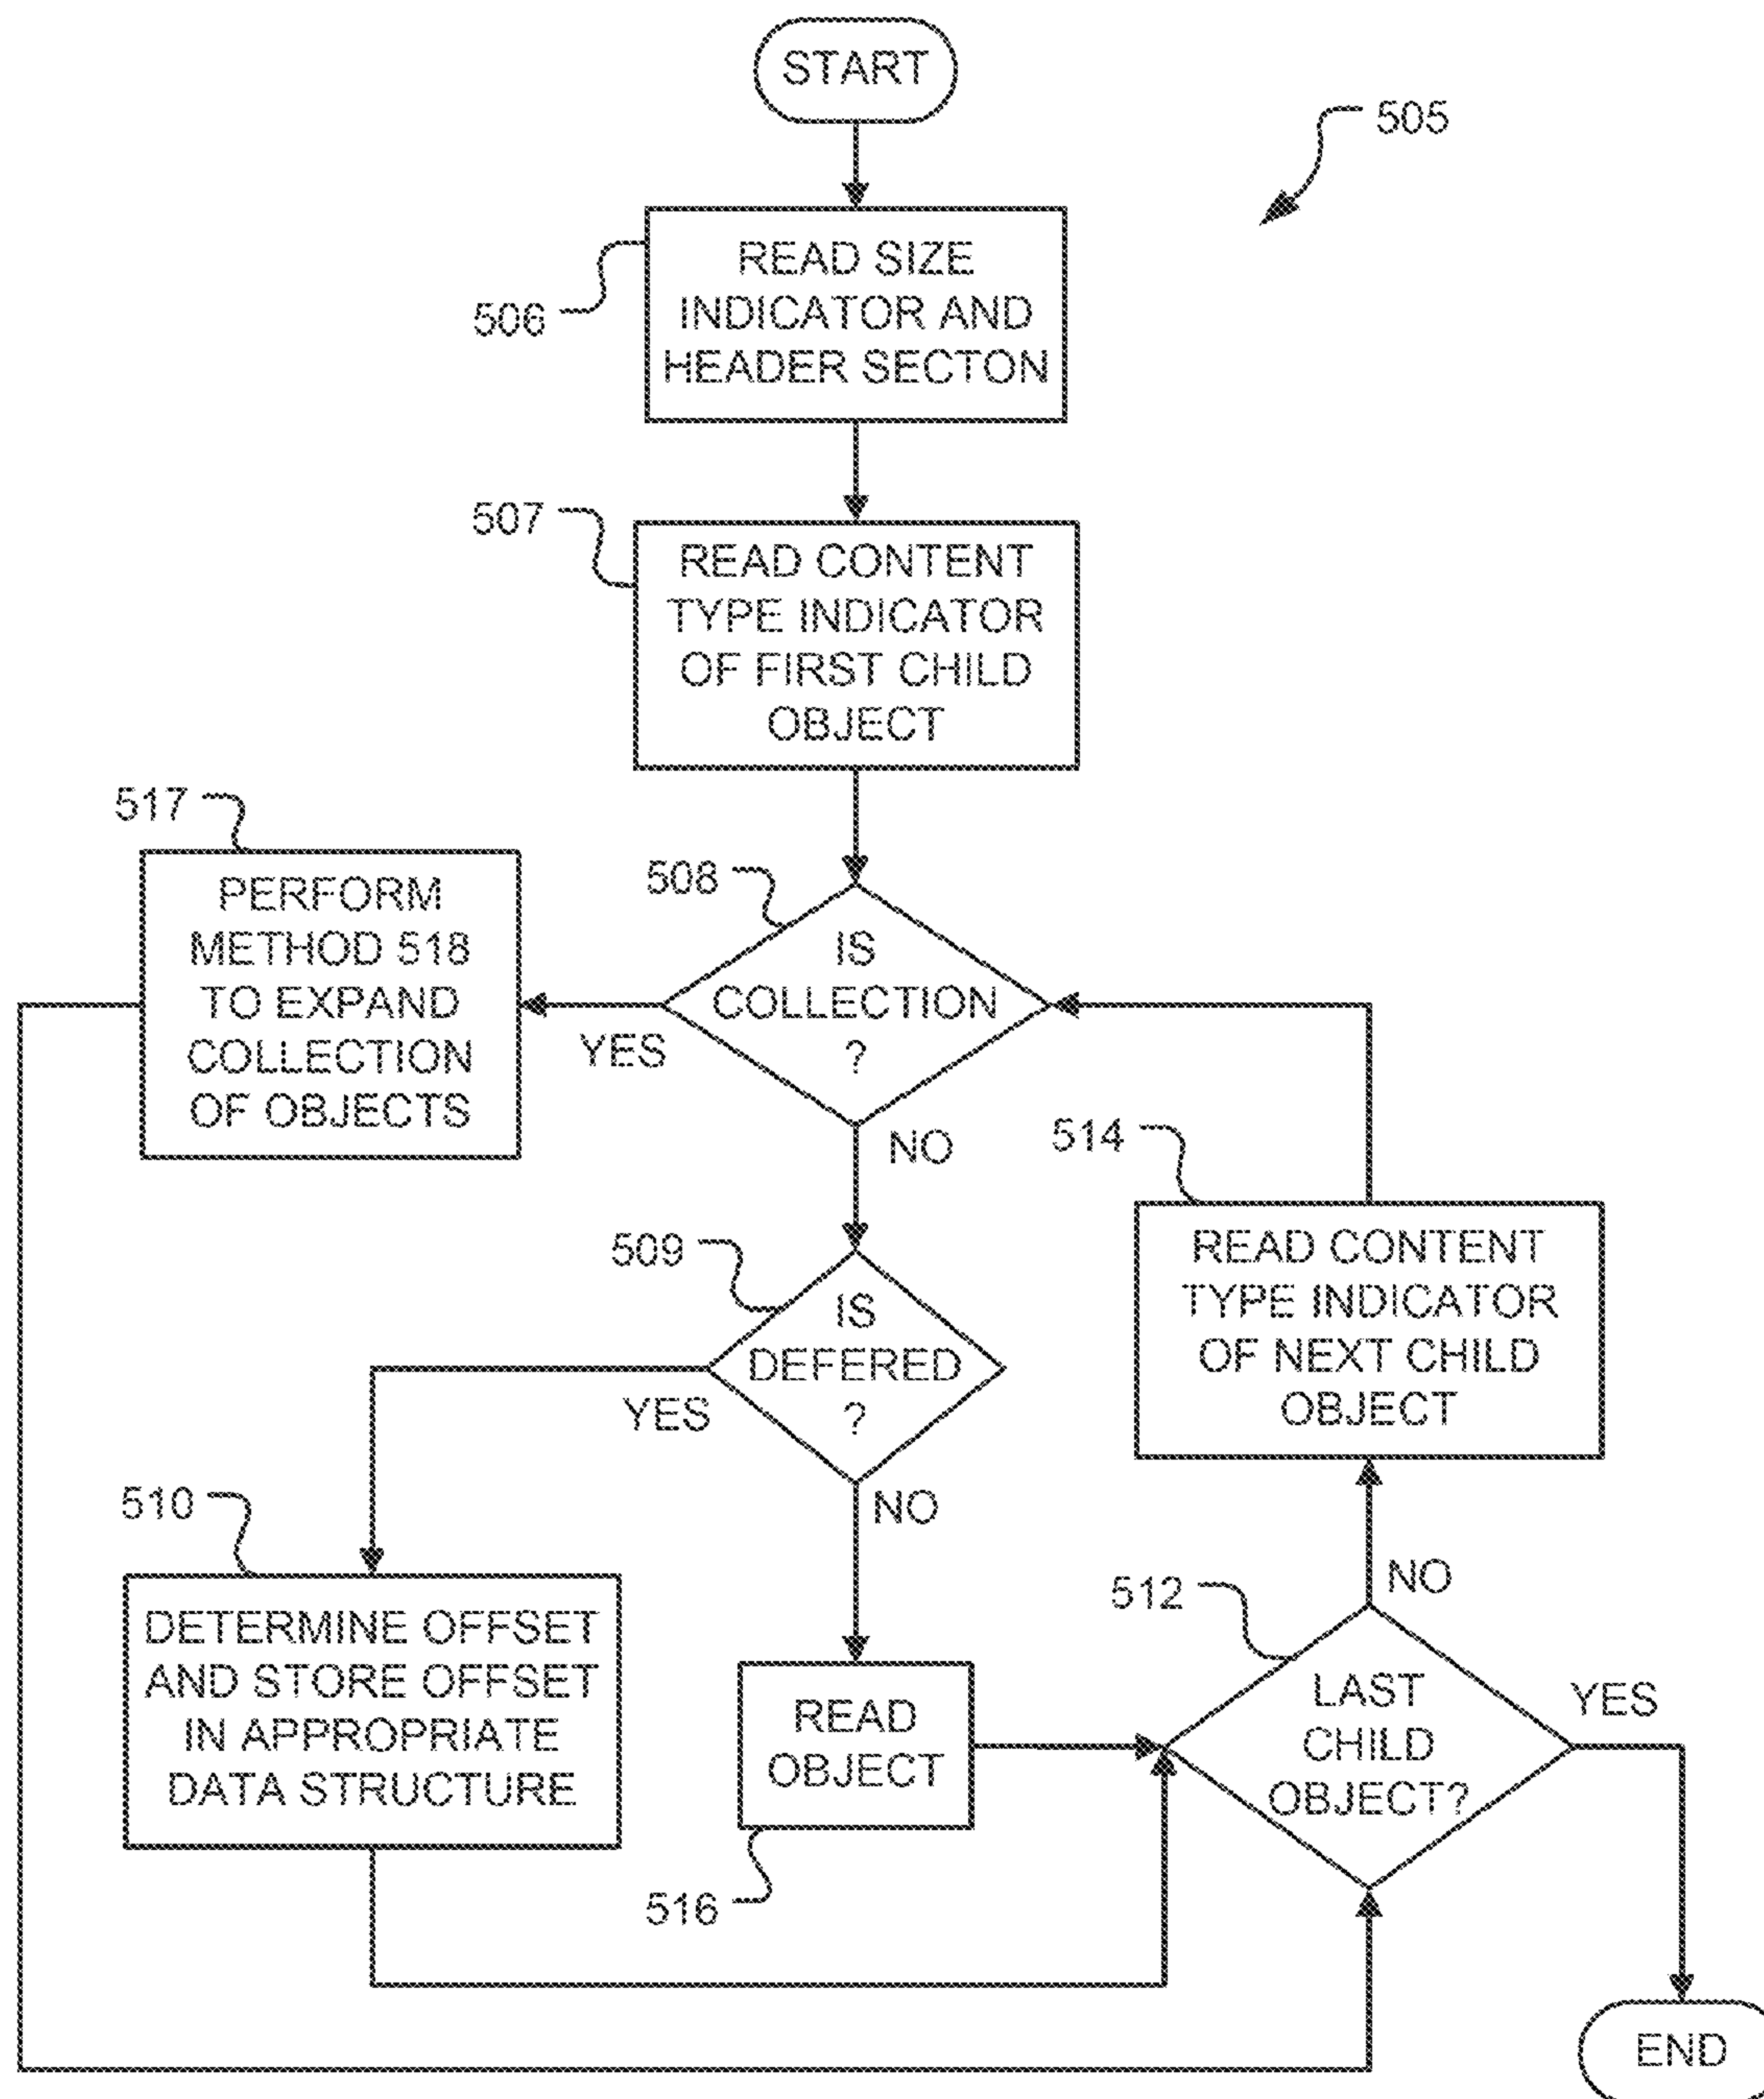 START
505
506
READ SIZE
INDICATOR AND
HEADER SECTON
507
READ CONTENT
TYPE INDICATOR
OF FIRST CHILD
OBJECT
517
PERFORM
METHOD 518
TO EXPAND
COLLECTION
OF OBJECTS
508
IS
COLLECTION
?
YES
NO
514
READ CONTENT
TYPE INDICATOR
OF NEXT CHILD
OBJECT
509
IS
DEFERED
?
YES
NO
510
DETERMINE OFFSET
AND STORE OFFSET
IN APPROPRIATE
DATA STRUCTURE
READ
OBJECT
516
512
LAST
CHILD
OBJECT?
NO
YES
END